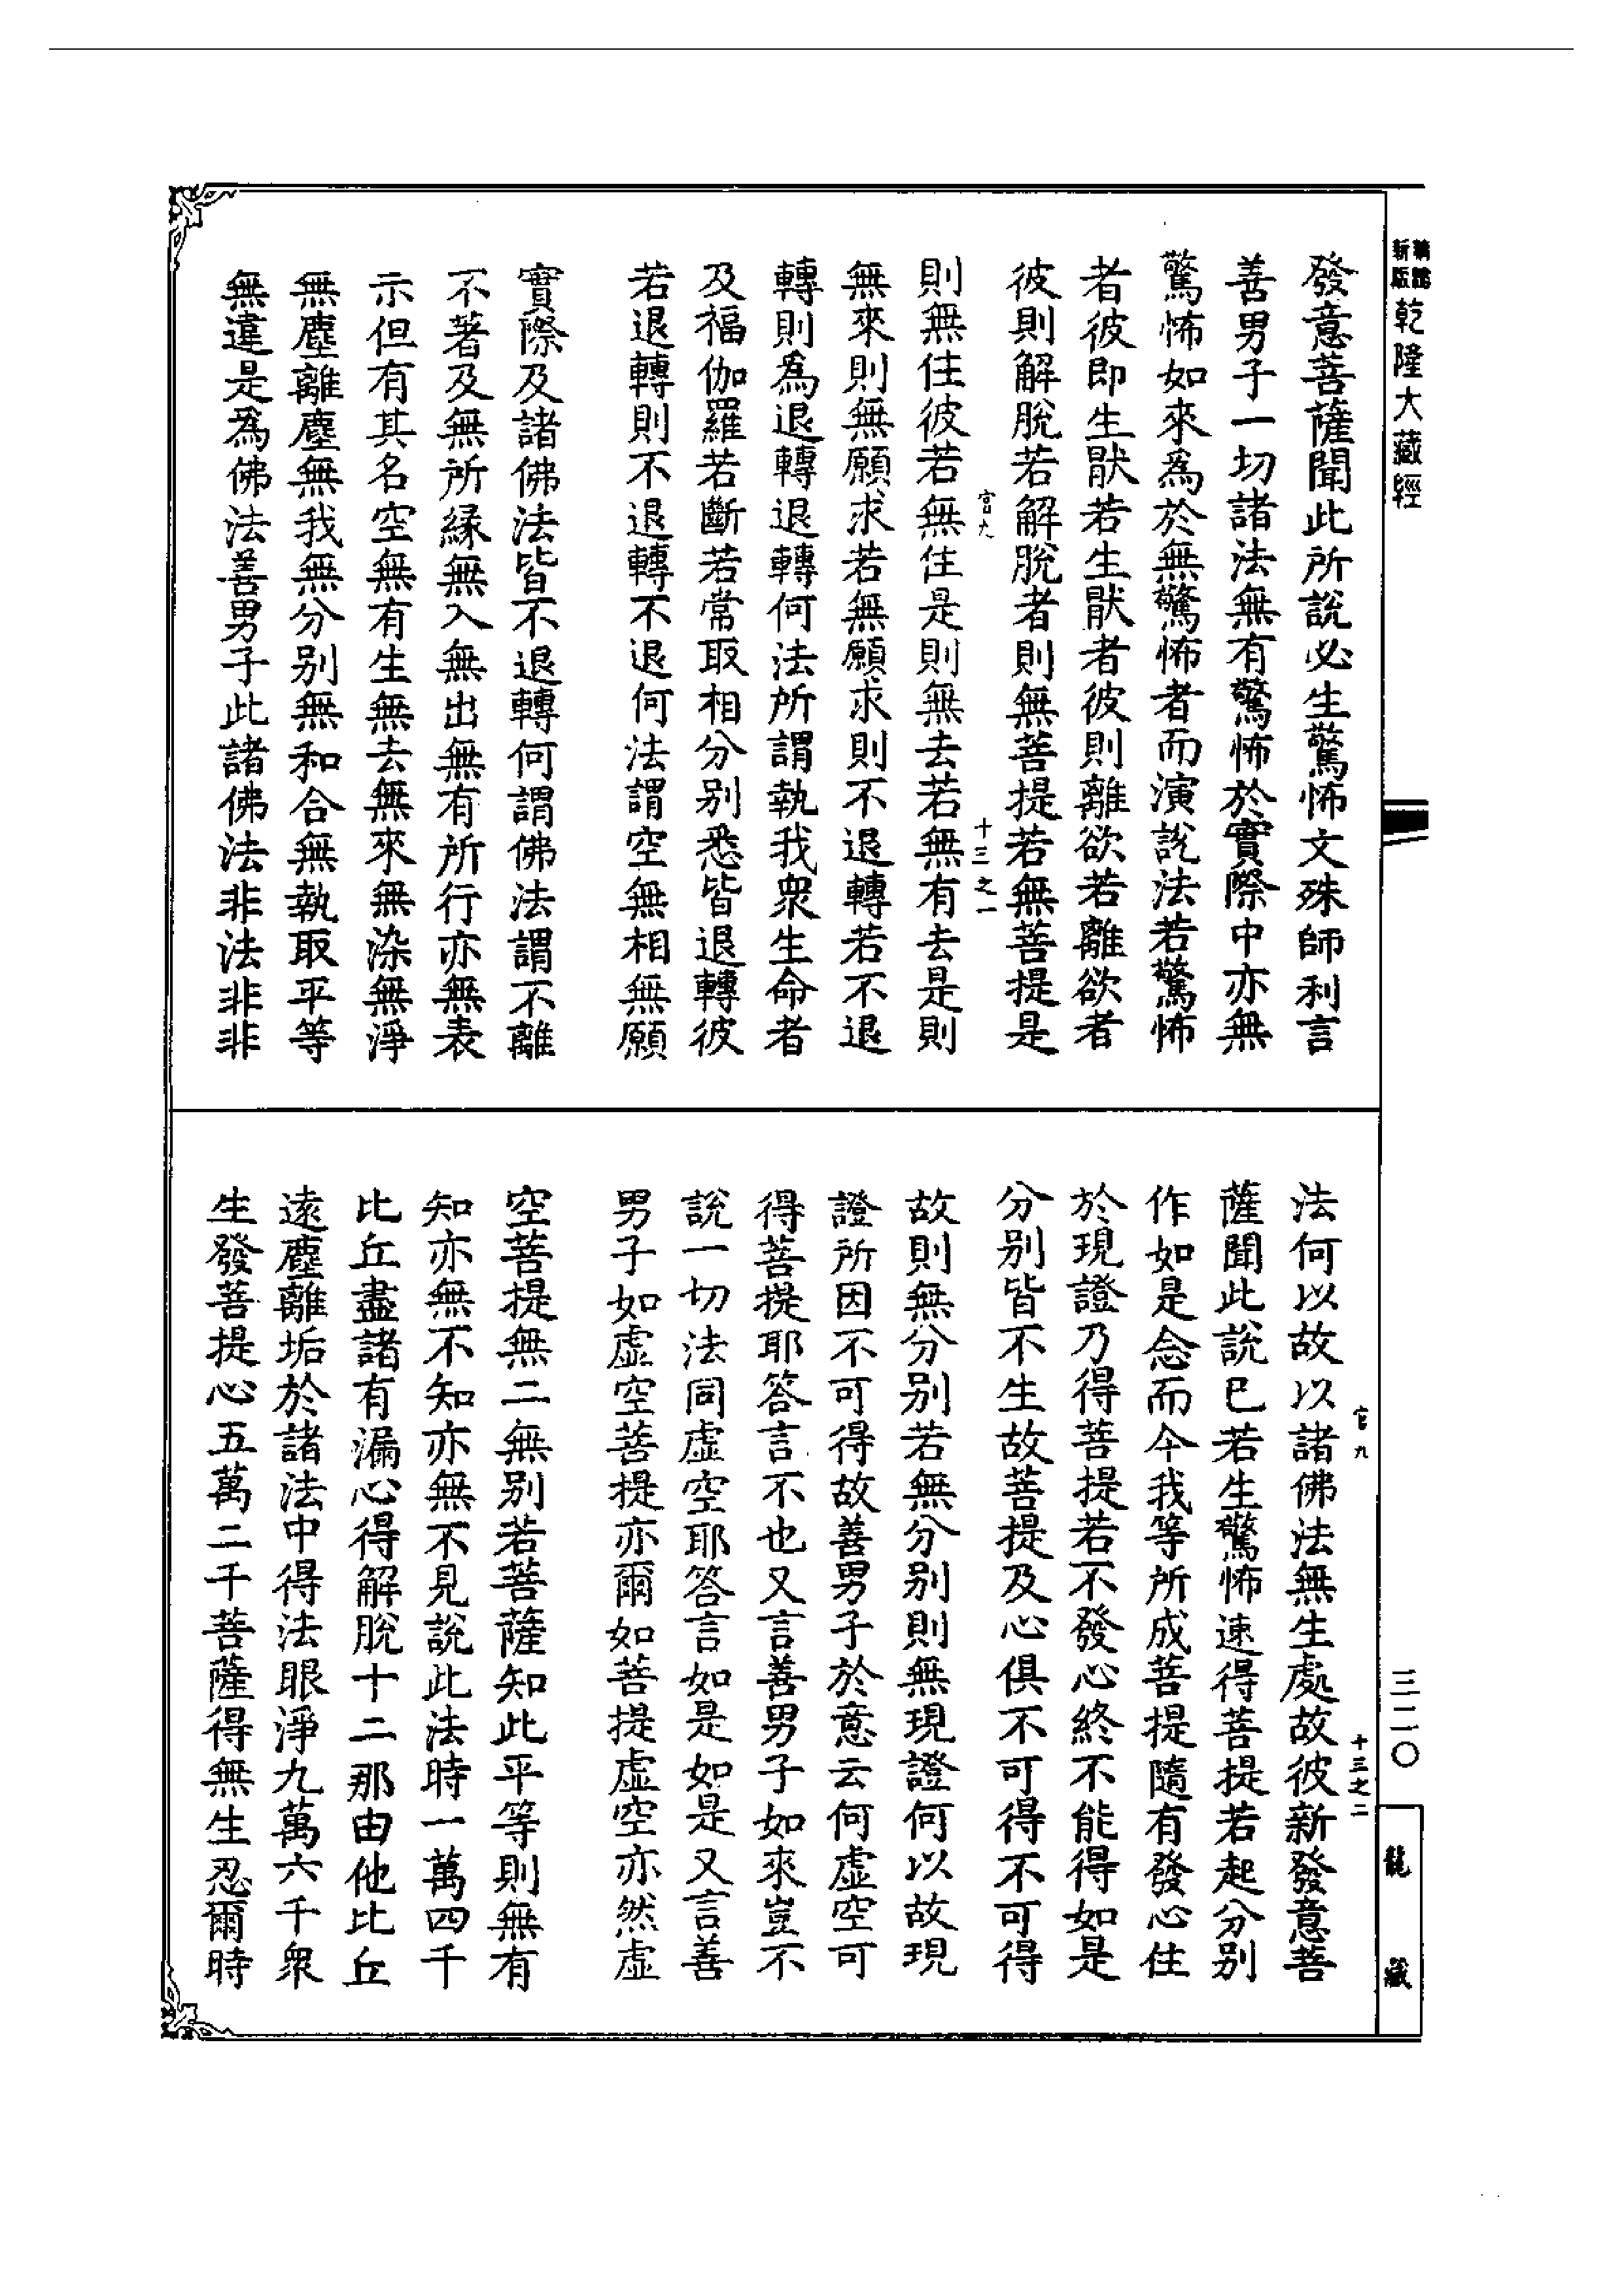 新版精縮乾隆大藏經
發意菩薩聞此所說必生驚怖文殊師利言
善男子一切諸法無有驚怖於實際中亦無
驚怖如來為於無驚怖者而演說法若驚怖
者彼即生猒若生猒者彼則離欲若離欲者
彼則解脫若解脫者則無菩提若無菩提是
官九
十三之一
則無住彼若無住是則無去若無有去是則
無來則無願求若無願求則不退轉若不退
轉則為退轉退轉何法所謂執我眾生命者
及福伽羅若斷若常取相分別悉皆退轉彼
若退轉則不退轉不退何法謂空無相無願
實際及諸佛法皆不退轉何謂佛法謂不離
不著及無所緣無入無出無有所行亦無表
示但有其名空無有生無去無來無染無淨
無塵離塵無我無分別無和合無執取平等
無違是為佛法善男子此諸佛法非法非非
三二〇
龍藏
官九
十三之二
法何以故以諸佛法無生處故彼新發意菩
薩聞此說已若生驚怖速得菩提若起分別
作如是念而今我等所成菩提隨有發心住
於現證乃得菩提若不發心終不能得如是
分別皆不生故菩提及心俱不可得不可得
故則無分別若無分別則無現證何以故現
證所因不可得故善男子於意云何虛空可
得菩提耶答言不也又言善男子如來豈不
說一切法同虛空耶答言如是如是又言善
男子如虛空菩提亦爾如菩提虛空亦然虛
空菩提無二無別若菩薩知此平等則無有
知亦無不知亦無不見說此法時一萬四千
比丘盡諸有漏心得解脫十二那由他比丘
遠塵離垢於諸法中得法眼淨九萬六千眾
生發菩提心五萬二千菩薩得無生忍爾時